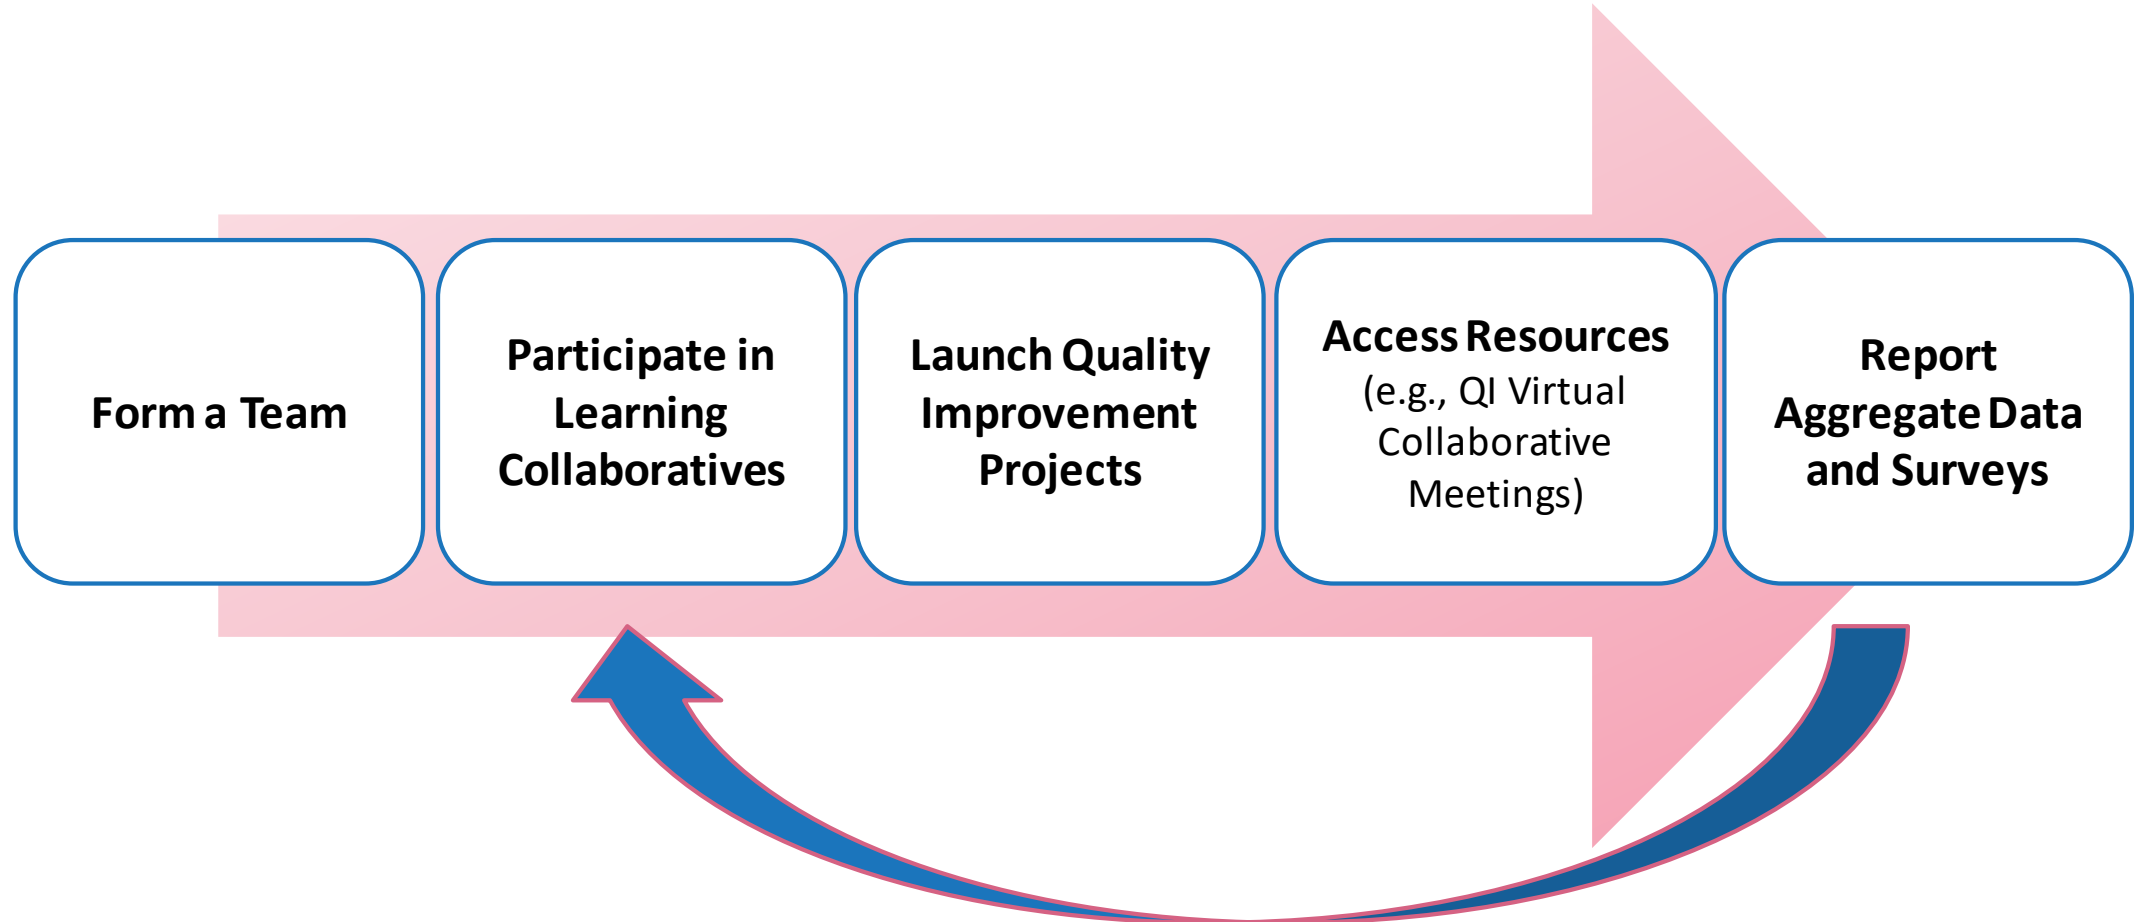 Form a Team
Participate in
Learning
Collaboratives
Launch Quality
Improvement
Projects
Access Resources
(e.g., QI Virtual
Collaborative
Meetings)
Report
Aggregate Data
and Surveys